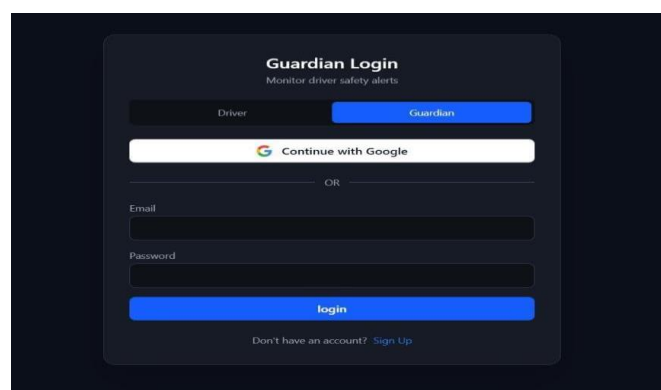 Guardian Login
Monitor driver safety alerts
Driver Guardian
Continue with Google
OR
Email
Password
login
Don't have an account? Sign Up